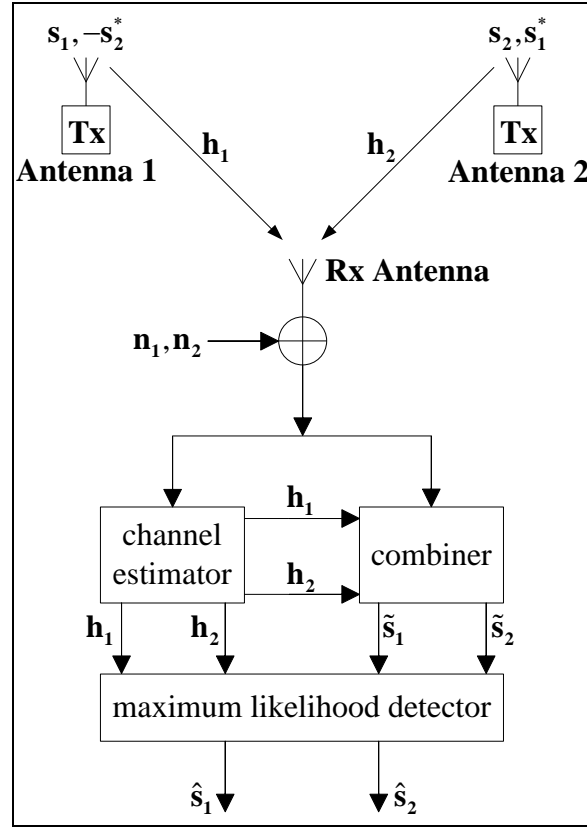 s₁, −s₂* s₂, s₁*
Tx Tx
Antenna 1 Antenna 2
h₁ h₂
Rx Antenna
n₁, n₂
h₁
channel estimator
combiner
h₂
h₁ h₂ s̃₁ s̃₂
maximum likelihood detector
ŝ₁ ŝ₂